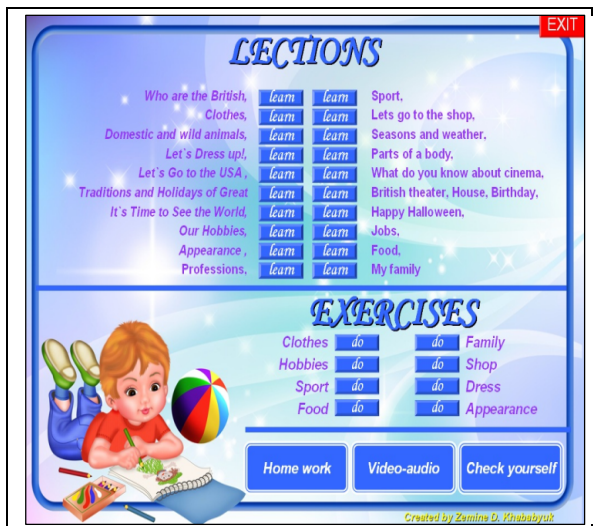 EXIT
LECTIONS
Who are the British, learn learn Sport,
Clothes, learn learn Lets go to the shop,
Domestic and wild animals, learn learn Seasons and weather,
Let`s Dress up!, learn learn Parts of a body,
Let`s Go to the USA , learn learn What do you know about cinema,
Traditions and Holidays of Great learn learn British theater, House, Birthday,
It`s Time to See the World, learn learn Happy Halloween,
Our Hobbies, learn learn Jobs,
Appearance , learn learn Food,
Professions, learn learn My family
EXERCISES
Clothes do do Family
Hobbies do do Shop
Sport do do Dress
Food do do Appearance
Home work Video-audio Check yourself
Created by Zemine D. Khababyuk